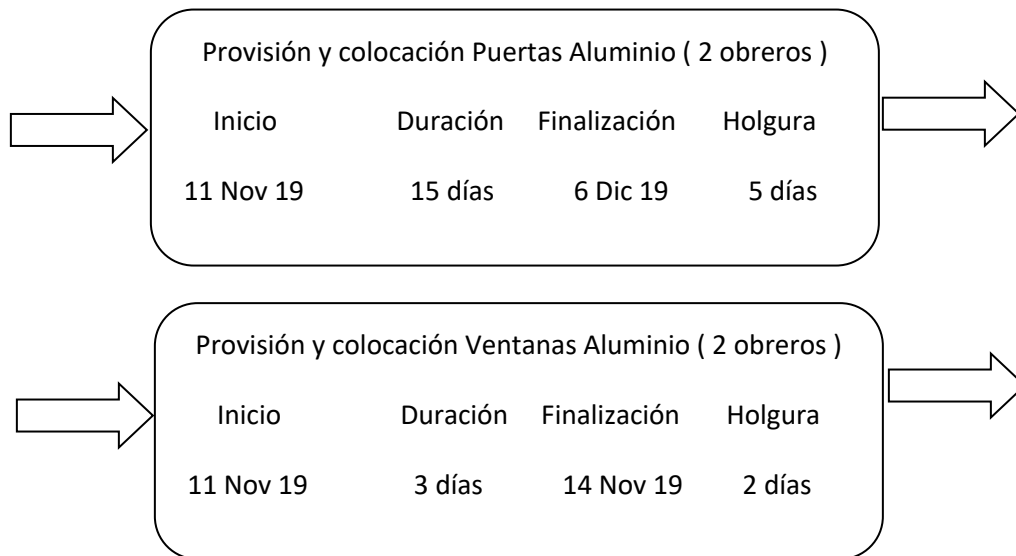 Provisión y colocación Puertas Aluminio ( 2 obreros )
Inicio Duración Finalización Holgura
11 Nov 19 15 días 6 Dic 19 5 días
Provisión y colocación Ventanas Aluminio ( 2 obreros )
Inicio Duración Finalización Holgura
11 Nov 19 3 días 14 Nov 19 2 días